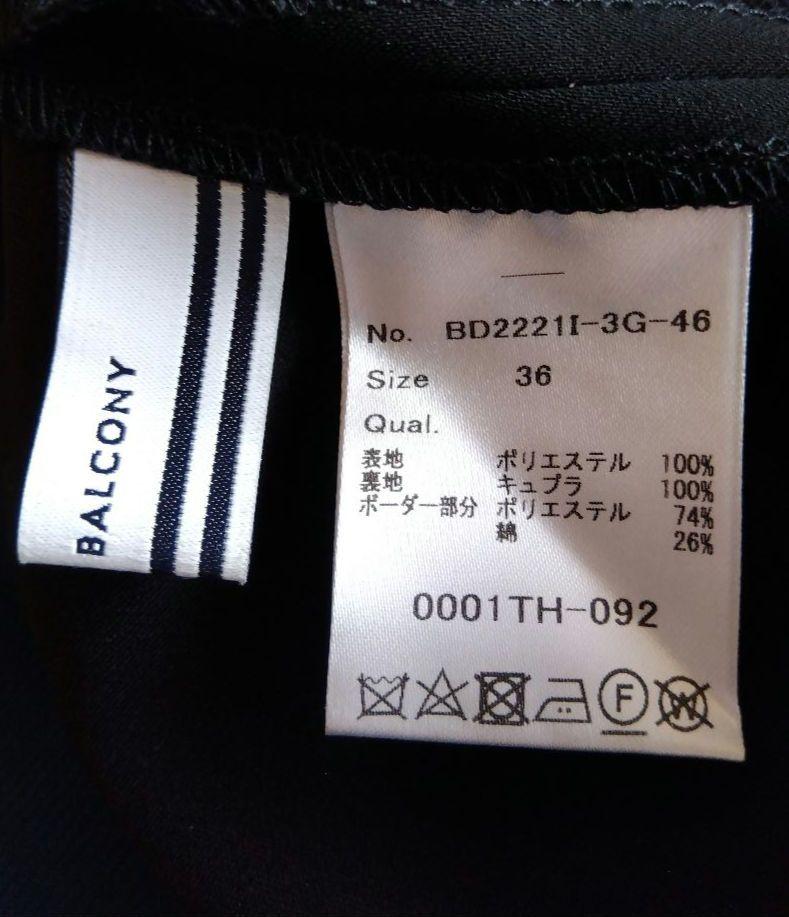 BALCONY
No. BD2221I-3G-46
Size 36
Qual.
表地 ポリエステル 100%
裏地 キュプラ 100%
ボーダー部分 ポリエステル 74%
綿 26%
0001TH-092
F W